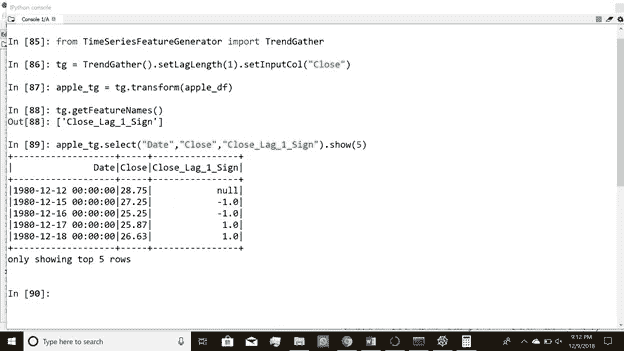 IPython console
Console 1/A
In [85]: from TimeSeriesFeatureGenerator import TrendGather
In [86]: tg = TrendGather().setLagLength(1).setInputCol("Close")
In [87]: apple_tg = tg.transform(apple_df)
In [88]: tg.getFeatureNames()
Out[88]: ['Close_Lag_1_Sign']
In [89]: apple_tg.select("Date","Close","Close_Lag_1_Sign").show(5)
+-------------------+-----+----------------+
|               Date|Close|Close_Lag_1_Sign|
+-------------------+-----+----------------+
|1980-12-12 00:00:00|28.75|            null|
|1980-12-15 00:00:00|27.25|            -1.0|
|1980-12-16 00:00:00|25.25|            -1.0|
|1980-12-17 00:00:00|25.87|             1.0|
|1980-12-18 00:00:00|26.63|             1.0|
+-------------------+-----+----------------+
only showing top 5 rows
In [90]:
Type here to search
9:12 PM
12/9/2018